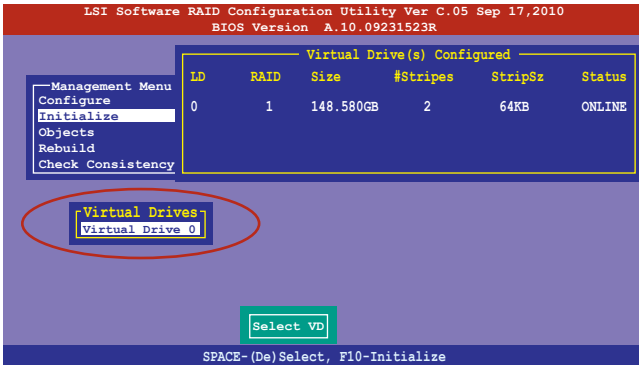 LSI Software RAID Configuration Utility Ver C.05 Sep 17,2010
BIOS Version A.10.09231523R
Virtual Drive(s) Configured
LD RAID Size #Stripes StripSz Status
0 1 148.580GB 2 64KB ONLINE
Management Menu
Configure
Initialize
Objects
Rebuild
Check Consistency
Virtual Drives
Virtual Drive 0
Select VD
SPACE-(De)Select, F10-Initialize